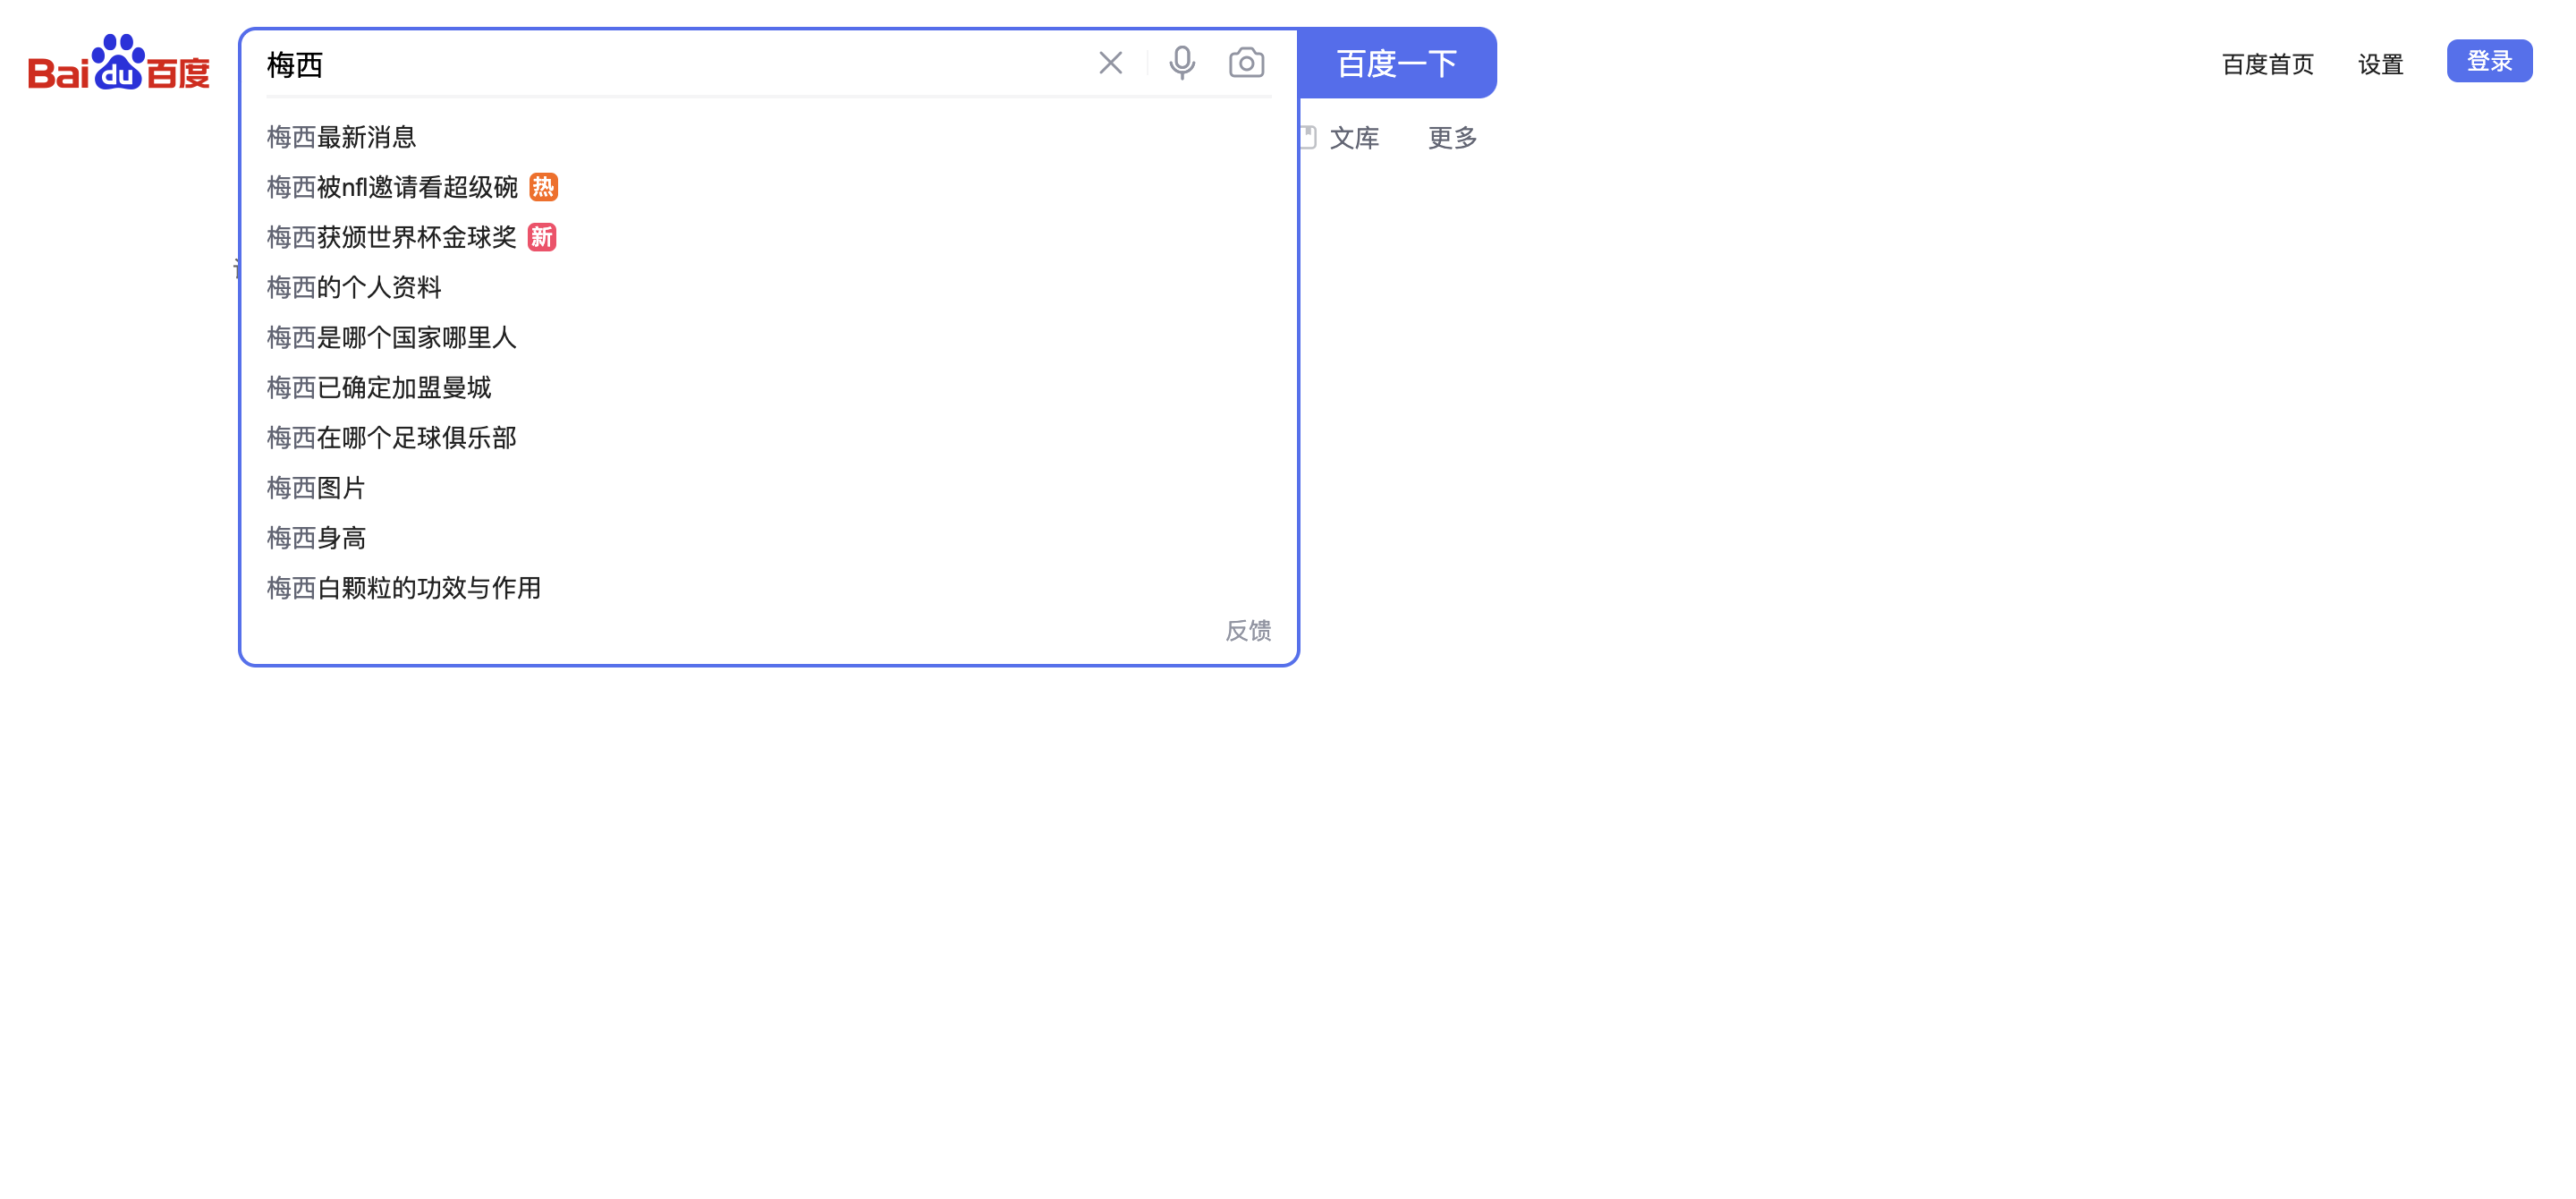 Baidu百度
梅西
百度一下
百度首页
设置
登录
文库
更多
梅西最新消息
梅西被nfl邀请看超级碗 热
梅西获颁世界杯金球奖 新
梅西的个人资料
梅西是哪个国家哪里人
梅西已确定加盟曼城
梅西在哪个足球俱乐部
梅西图片
梅西身高
梅西白颗粒的功效与作用
反馈